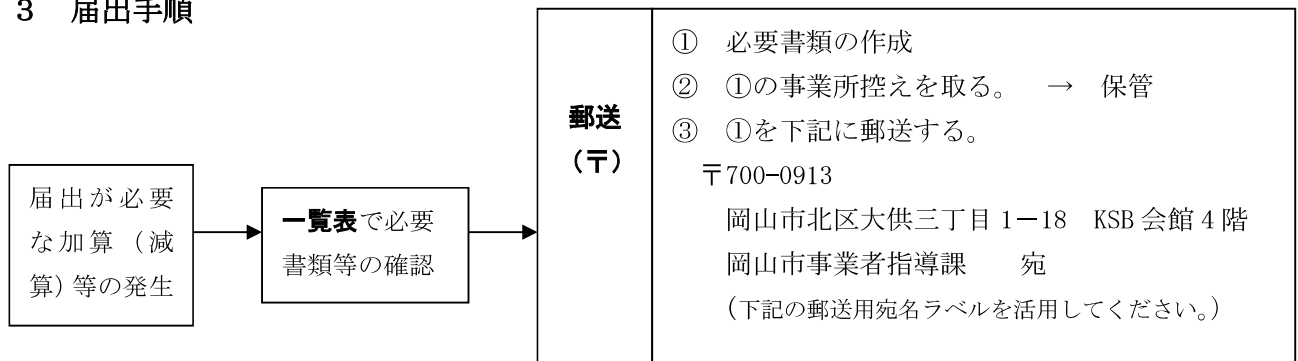 3　届出手順
届出が必要
な加算（減
算）等の発生
一覧表で必要
書類等の確認
郵送
（〒）
①　必要書類の作成
②　①の事業所控えを取る。　→　保管
③　①を下記に郵送する。
〒700-0913
岡山市北区大供三丁目1－18　KSB会館4階
岡山市事業者指導課　　宛
（下記の郵送用宛名ラベルを活用してください。）